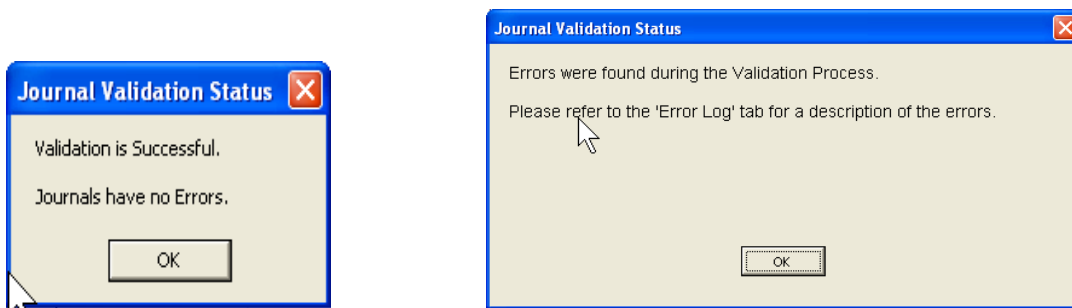 Journal Validation Status
Validation is Successful.
Journals have no Errors.
OK
Journal Validation Status
Errors were found during the Validation Process.
Please refer to the 'Error Log' tab for a description of the errors.
OK